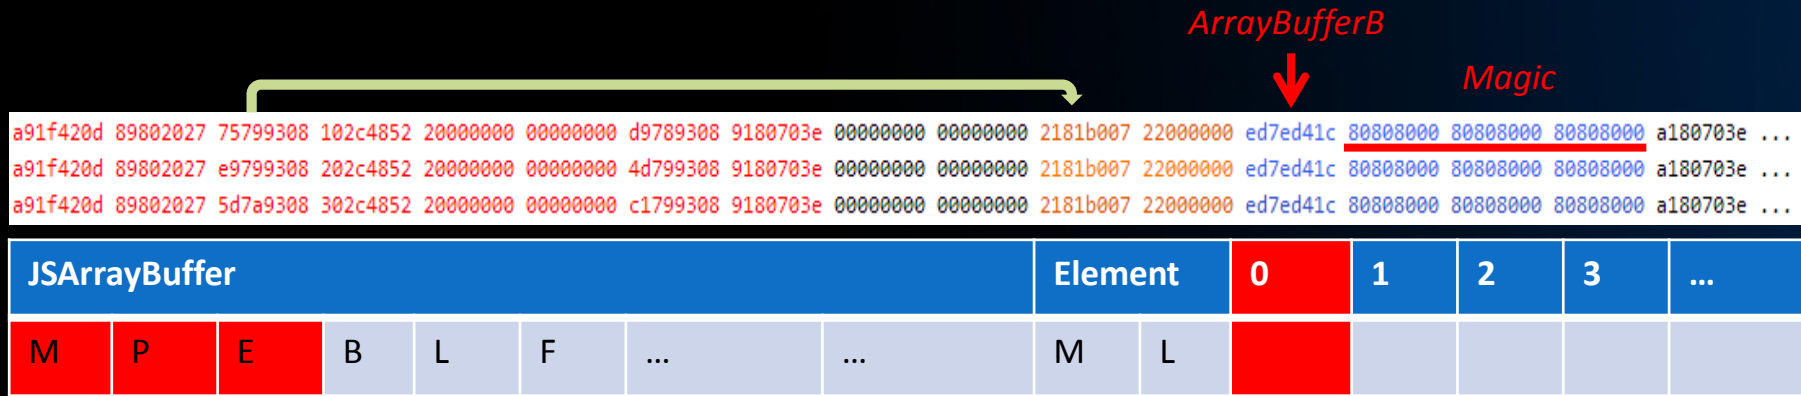 ArrayBufferB
Magic
a91f420d 89802027 75799308 102c4852 20000000 00000000 d9789308 9180703e 00000000 00000000 2181b007 22000000 ed7ed41c 80808000 80808000 80808000 a180703e ...
a91f420d 89802027 e9799308 202c4852 20000000 00000000 4d799308 9180703e 00000000 00000000 2181b007 22000000 ed7ed41c 80808000 80808000 80808000 a180703e ...
a91f420d 89802027 5d7a9308 302c4852 20000000 00000000 c1799308 9180703e 00000000 00000000 2181b007 22000000 ed7ed41c 80808000 80808000 80808000 a180703e ...
JSArrayBuffer Element 0 1 2 3 ...
M P E B L F ... ... M L